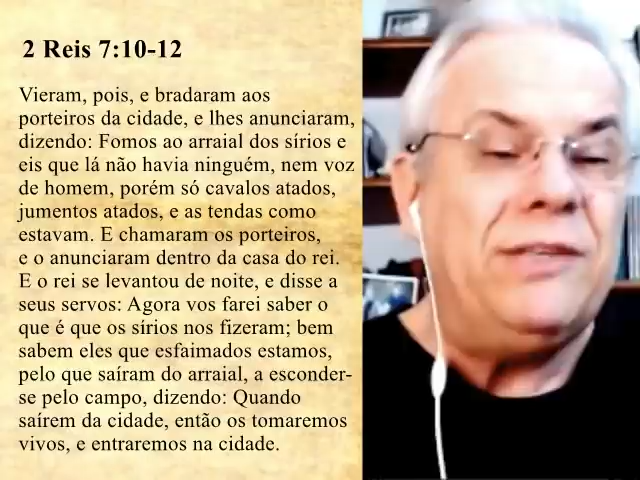 2 Reis 7:10-12
Vieram, pois, e bradaram aos
porteiros da cidade, e lhes anunciaram,
dizendo: Fomos ao arraial dos sírios e
eis que lá não havia ninguém, nem voz
de homem, porém só cavalos atados,
jumentos atados, e as tendas como
estavam. E chamaram os porteiros,
e o anunciaram dentro da casa do rei.
E o rei se levantou de noite, e disse a
seus servos: Agora vos farei saber o
que é que os sírios nos fizeram; bem
sabem eles que esfaimados estamos,
pelo que saíram do arraial, a esconder-
se pelo campo, dizendo: Quando
saírem da cidade, então os tomaremos
vivos, e entraremos na cidade.